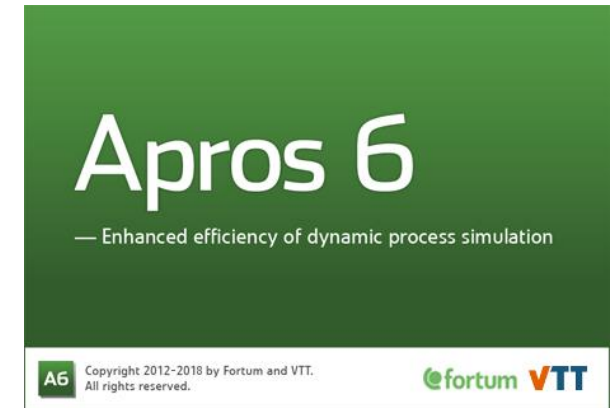 Apros 6
— Enhanced efficiency of dynamic process simulation
A6
Copyright 2012-2018 by Fortum and VTT.
All rights reserved.
fortum VTT